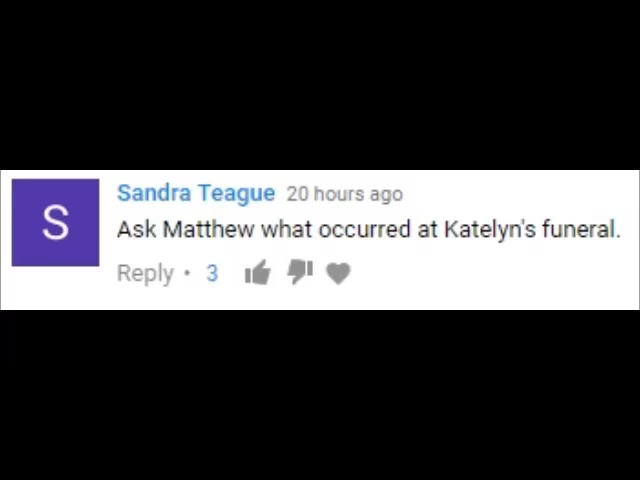 S
Sandra Teague 20 hours ago
Ask Matthew what occurred at Katelyn's funeral.
Reply • 3